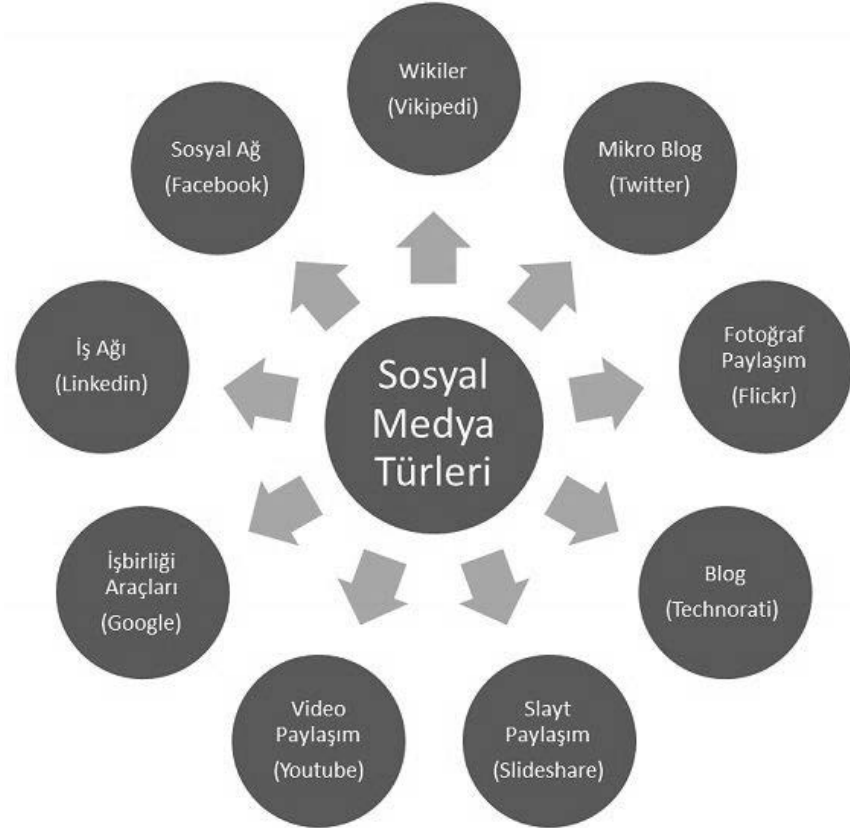 Sosyal
Medya
Türleri
Wikiler
(Vikipedi)
Mikro Blog
(Twitter)
Fotoğraf
Paylaşım
(Flickr)
Blog
(Technorati)
Slayt
Paylaşım
(Slideshare)
Video
Paylaşım
(Youtube)
İşbirliği
Araçları
(Google)
İş Ağı
(Linkedin)
Sosyal Ağ
(Facebook)